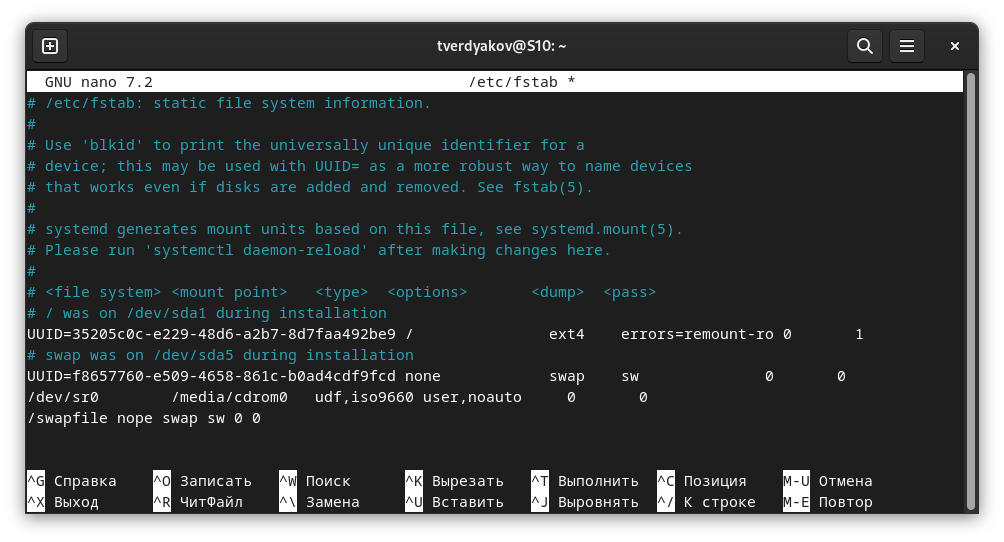 tverdyakov@S10: ~
GNU nano 7.2 /etc/fstab *
# /etc/fstab: static file system information.
#
# Use 'blkid' to print the universally unique identifier for a
# device; this may be used with UUID= as a more robust way to name devices
# that works even if disks are added and removed. See fstab(5).
#
# systemd generates mount units based on this file, see systemd.mount(5).
# Please run 'systemctl daemon-reload' after making changes here.
#
# <file system> <mount point>   <type>  <options>       <dump>  <pass>
# / was on /dev/sda1 during installation
UUID=35205c0c-e229-48d6-a2b7-8d7faa492be9 /               ext4    errors=remount-ro 0       1
# swap was on /dev/sda5 during installation
UUID=f8657760-e509-4658-861c-b0ad4cdf9fcd none            swap    sw              0       0
/dev/sr0        /media/cdrom0   udf,iso9660 user,noauto     0       0
/swapfile nope swap sw 0 0
^G Справка ^O Записать ^W Поиск ^K Вырезать ^T Выполнить ^C Позиция M-U Отмена
^X Выход ^R ЧитФайл ^\ Замена ^U Вставить ^J Выровнять ^/ К строке M-E Повтор